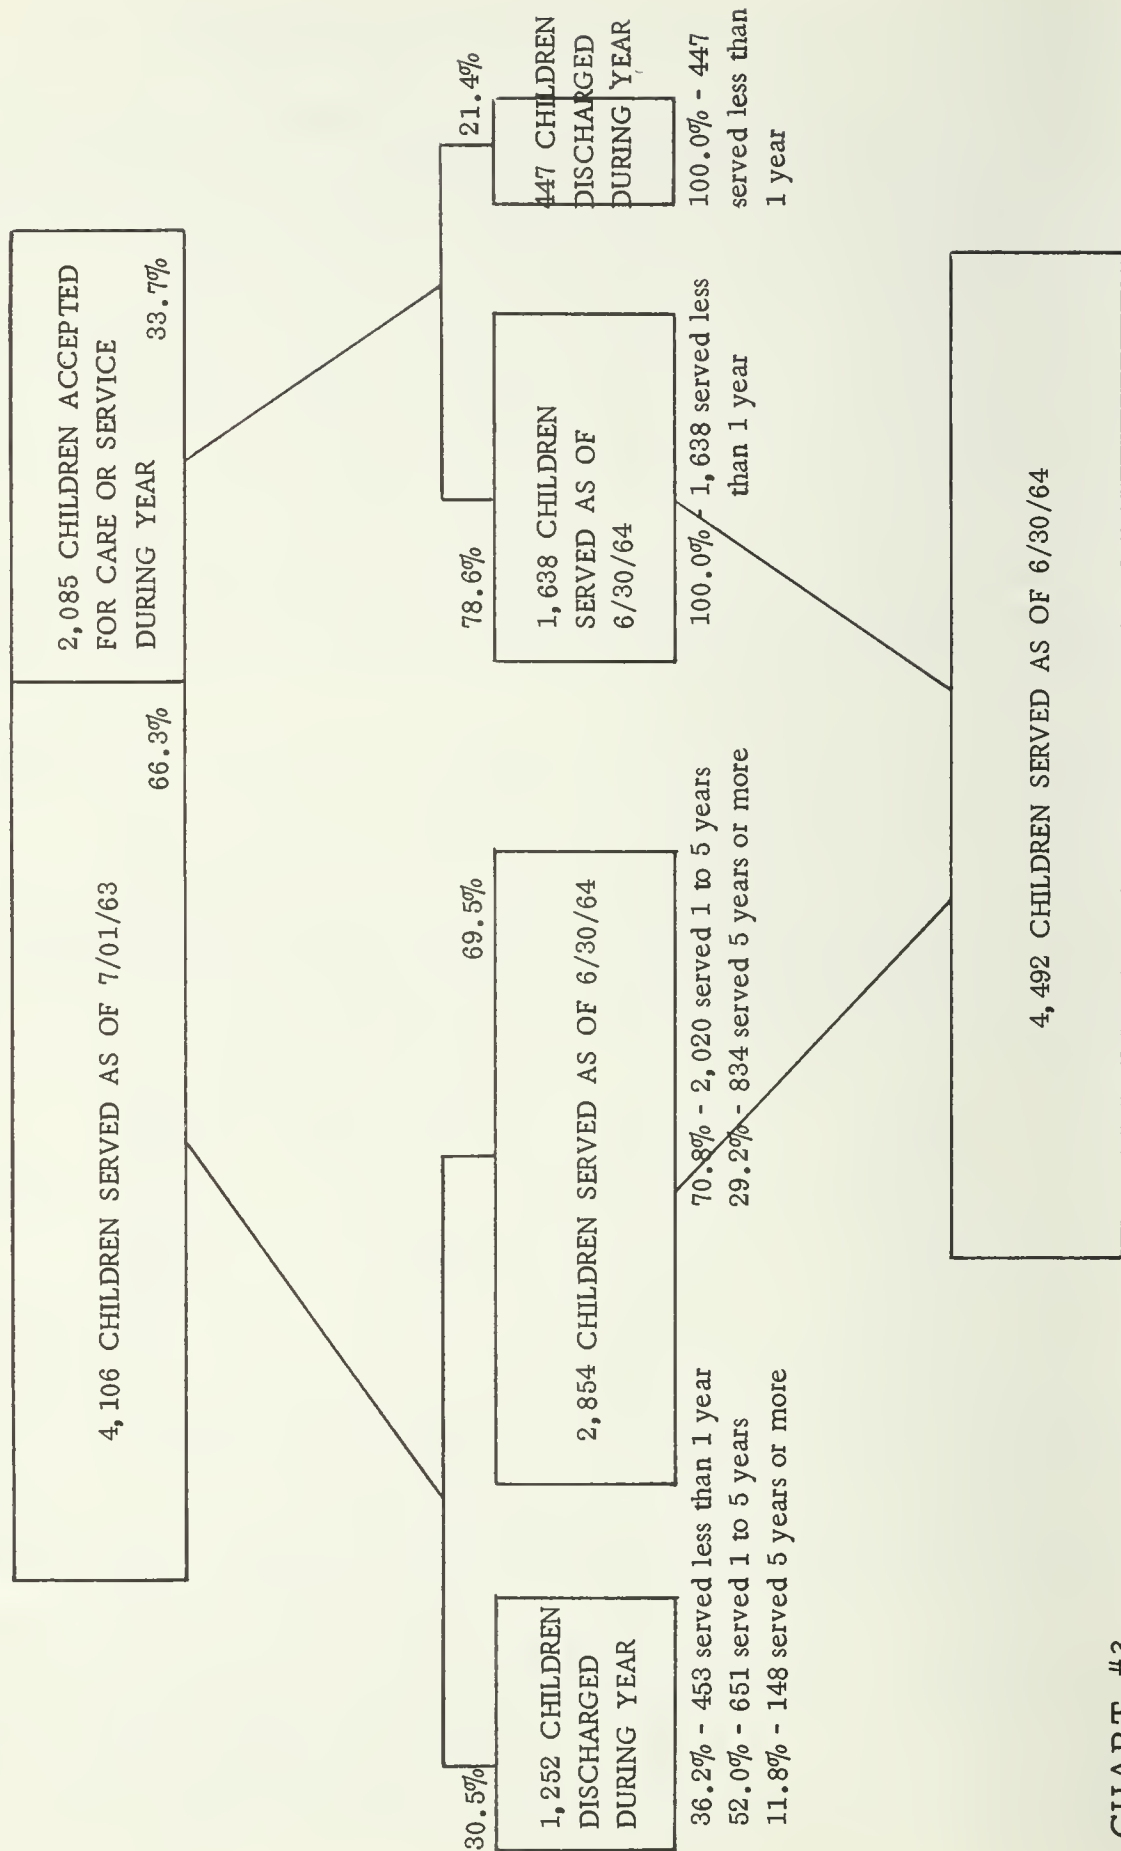 4,106 CHILDREN SERVED AS OF 7/01/63
66.3%
2,085 CHILDREN ACCEPTED
FOR CARE OR SERVICE
DURING YEAR
33.7%
30.5%
1,252 CHILDREN
DISCHARGED
DURING YEAR
36.2% - 453 served less than 1 year
52.0% - 651 served 1 to 5 years
11.8% - 148 served 5 years or more
69.5%
2,854 CHILDREN SERVED AS OF 6/30/64
70.8% - 2,020 served 1 to 5 years
29.2% - 834 served 5 years or more
78.6%
1,638 CHILDREN
SERVED AS OF
6/30/64
100.0% - 1,638 served less
than 1 year
21.4%
447 CHILDREN
DISCHARGED
DURING YEAR
100.0% - 447
served less than
1 year
4,492 CHILDREN SERVED AS OF 6/30/64
CHART